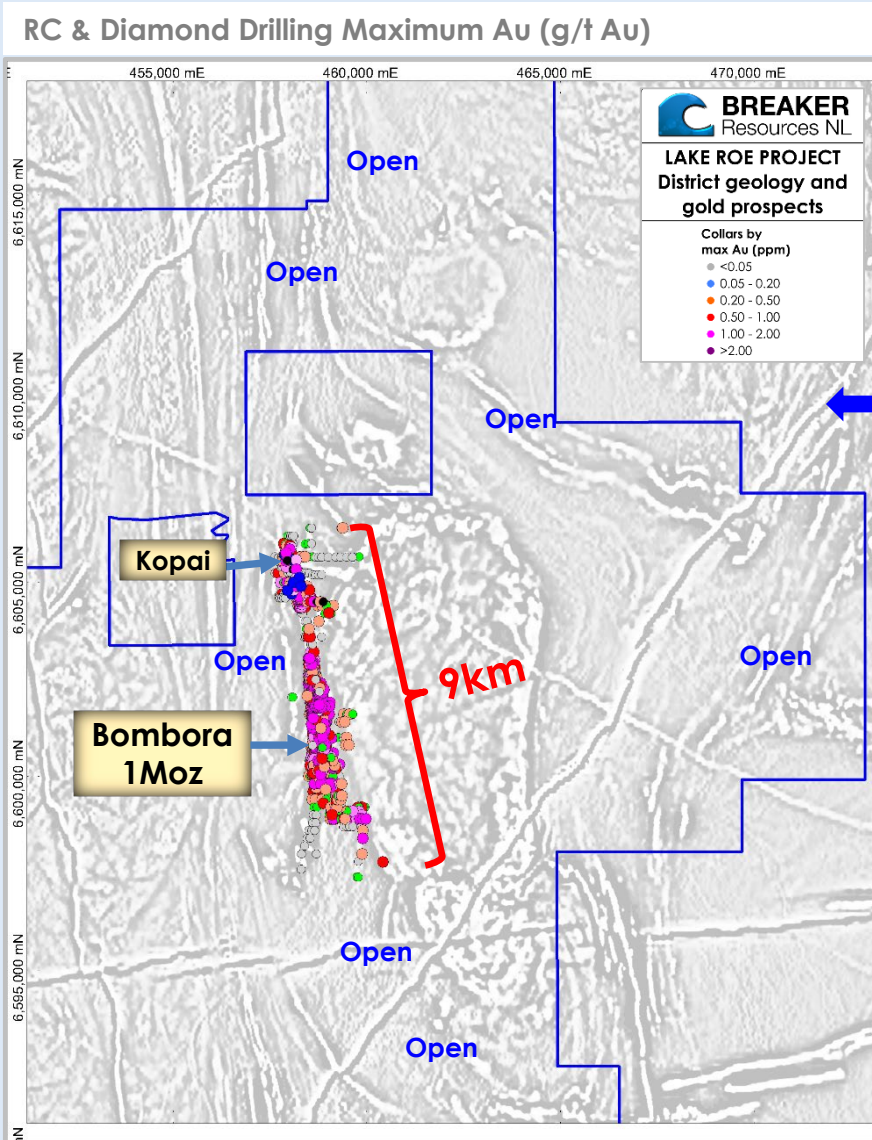 RC & Diamond Drilling Maximum Au (g/t Au)
E
455,000 mE
460,000 mE
465,000 mE
470,000 mE
BREAKER
Resources NL
LAKE ROE PROJECT
District geology and
gold prospects
Collars by
max Au (ppm)
<0.05
0.05 - 0.20
0.20 - 0.50
0.50 - 1.00
1.00 - 2.00
>2.00
6,615,000 mN
6,610,000 mN
6,605,000 mN
6,600,000 mN
6,595,000 mN
mN
Open
Open
Open
Kopai
Open
Open
9km
Bombora
1Moz
Open
Open